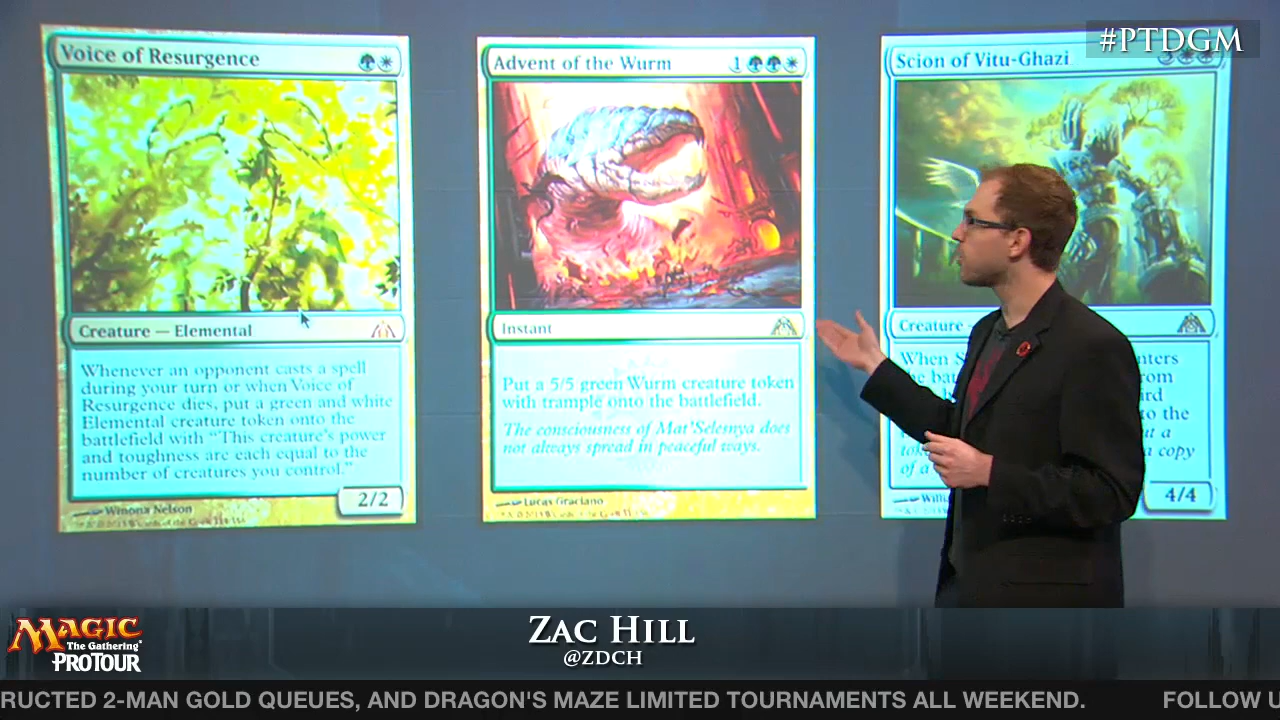 #PTDGM
Voice of Resurgence
Creature — Elemental
Whenever an opponent casts a spell
during your turn or when Voice of
Resurgence dies, put a green and white
Elemental creature token onto the
battlefield with "This creature's power
and toughness are each equal to the
number of creatures you control."
2/2
Winona Nelson
Advent of the Wurm
1
Instant
Put a 5/5 green Wurm creature token
with trample onto the battlefield.
The consciousness of Mat'Selesnya does
not always spread in peaceful ways.
Lucas Graciano
Scion of Vitu-Ghazi
Creature –
When S
nters
the ba
rom
to the
a copy
of a
4/4
MAGIC
The Gathering
PROTOUR
ZAC HILL
@ZDCH
RUCTED 2-MAN GOLD QUEUES, AND DRAGON'S MAZE LIMITED TOURNAMENTS ALL WEEKEND. FOLLOW U